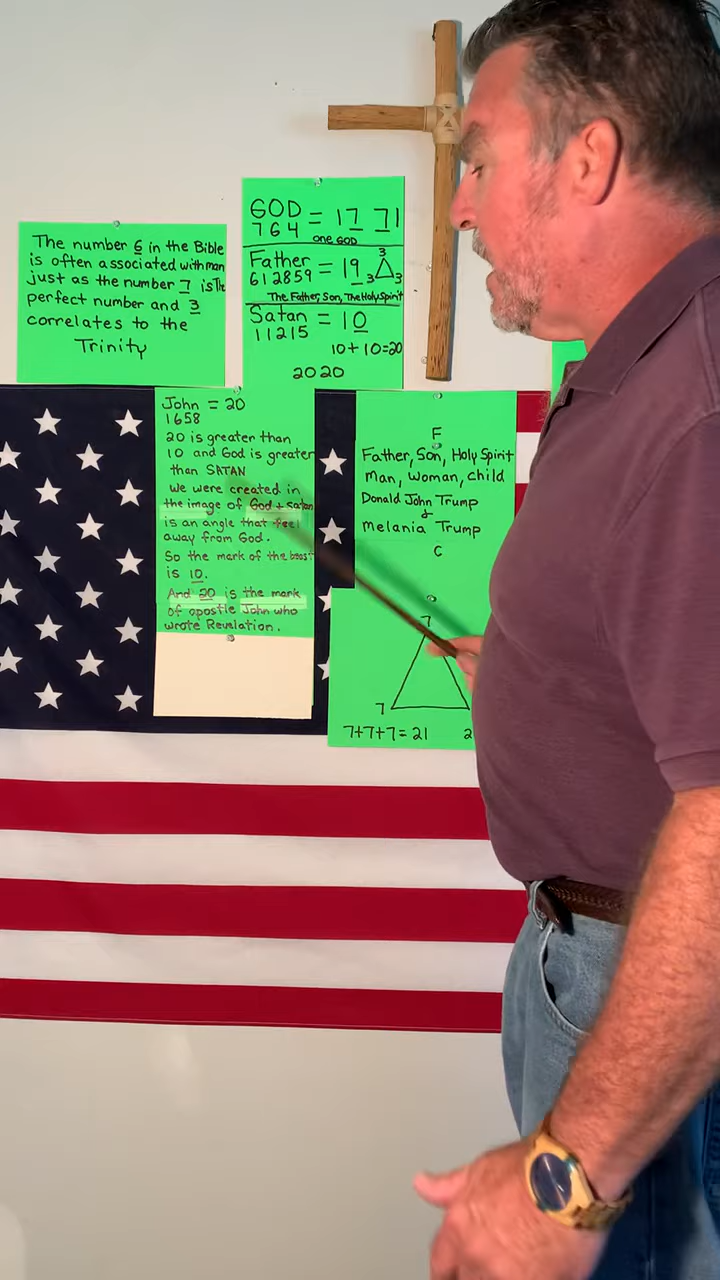 The number 6 in the Bible
is often associated with man
just as the number 7 is the
perfect number and 3
correlates to the
Trinity
GOD = 17 71
764
one GOD
Father = 19 3 3 3
612859
The Father, Son, The Holy Spirit
Satan = 10
11215
10+10=20
2020
John = 20
1658
20 is greater than
10 and God is greater
than SATAN
We were created in
the image of God + satan
is an angle that feel
away from God.
So the mark of the beast
is 10.
And 20 is the mark
of apostle John who
wrote Revelation.
F
Father, Son, Holy Spirit
Man, Woman, child
Donald John Trump
&
melania Trump
C
7
7
7+7+7=21 2